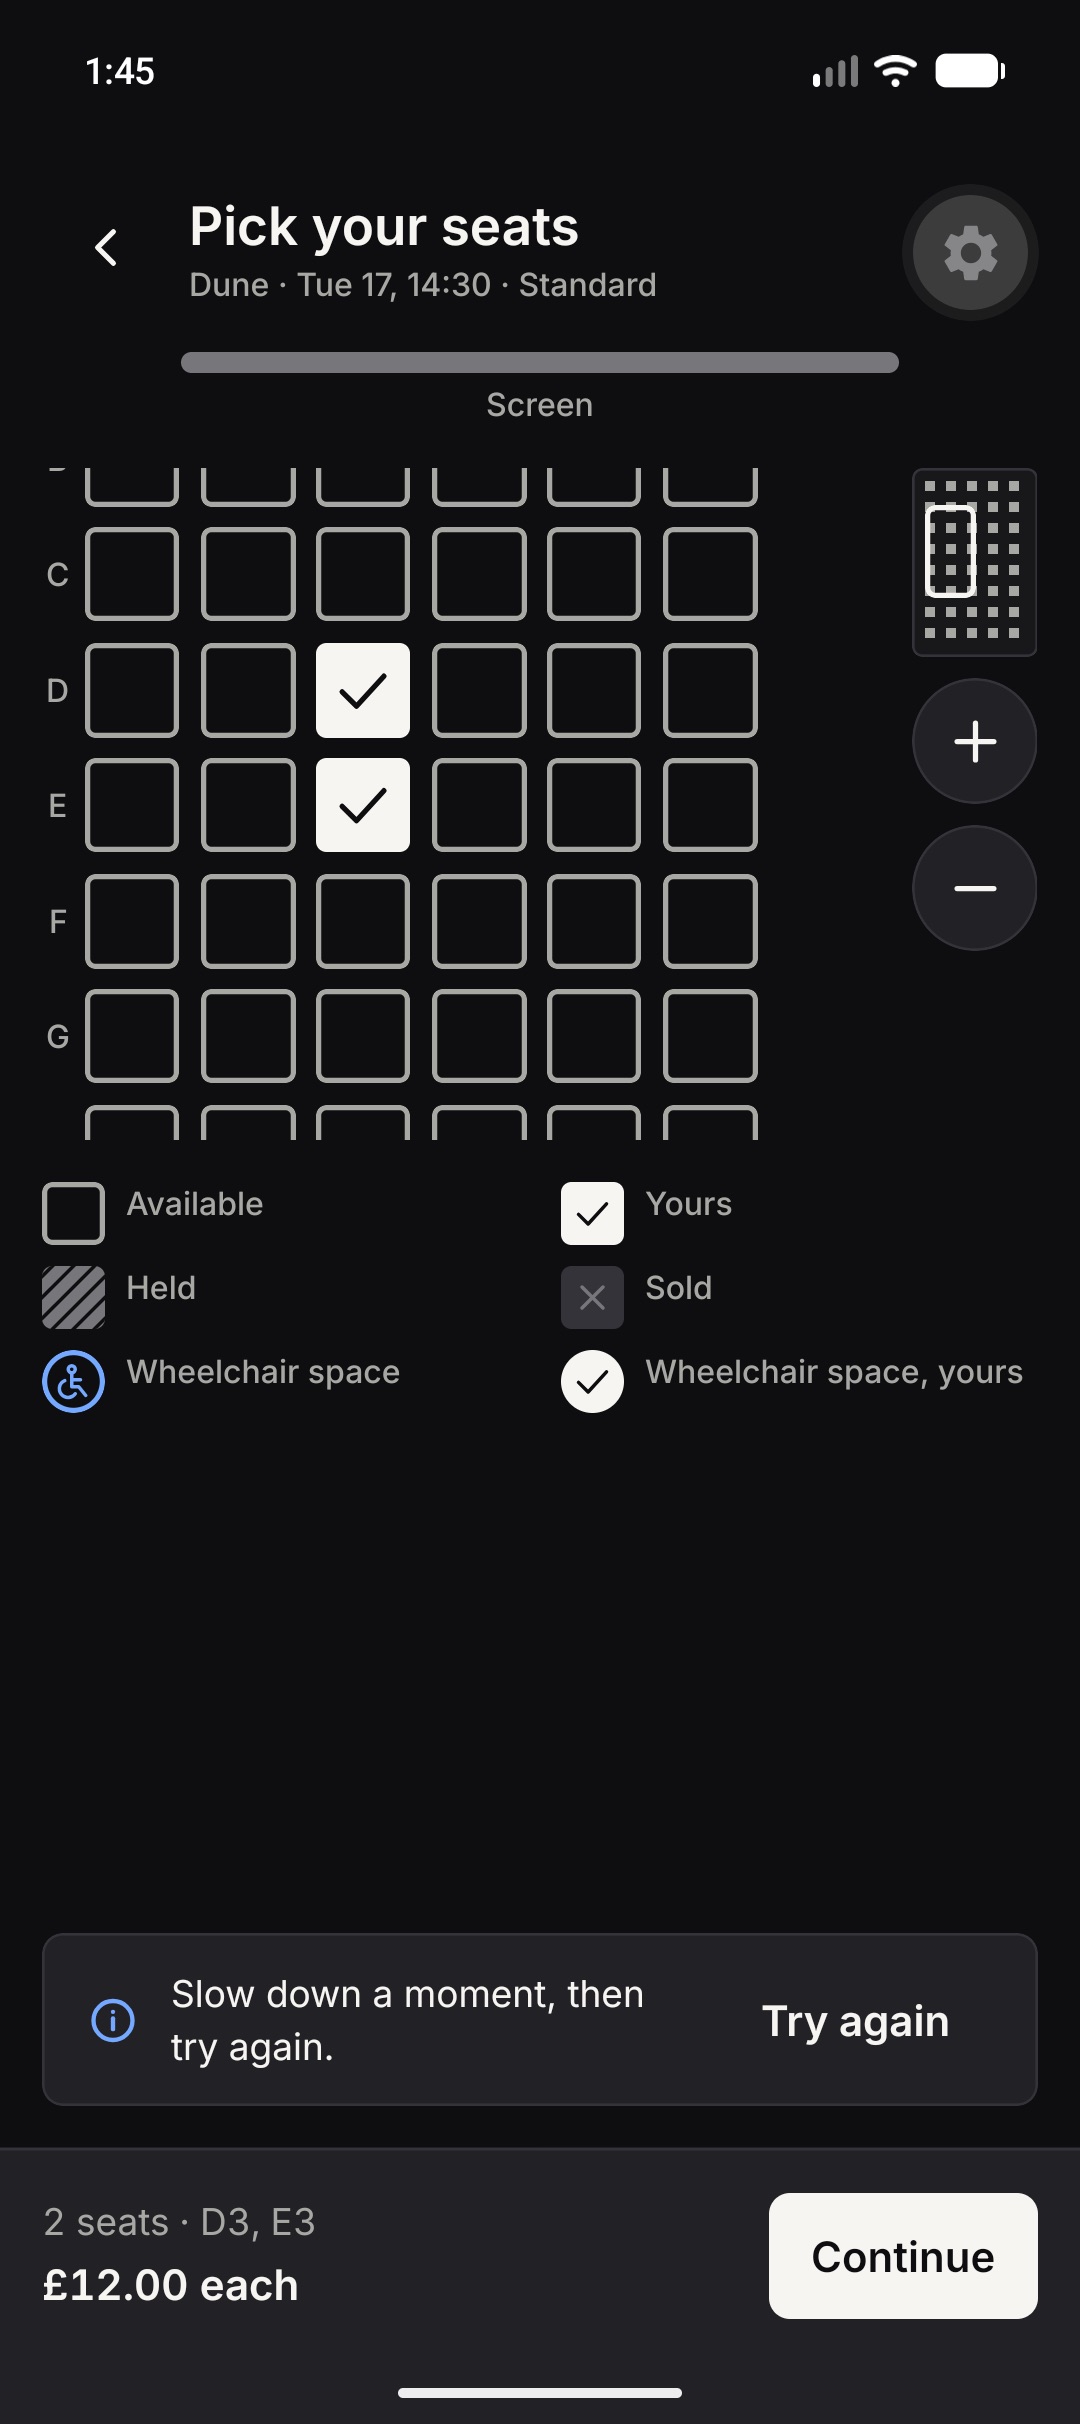 1:45
Pick your seats
Dune · Tue 17, 14:30 · Standard
Screen
C
D
E
F
G
Available
Yours
Held
Sold
Wheelchair space
Wheelchair space, yours
Slow down a moment, then
try again.
Try again
2 seats · D3, E3
£12.00 each
Continue